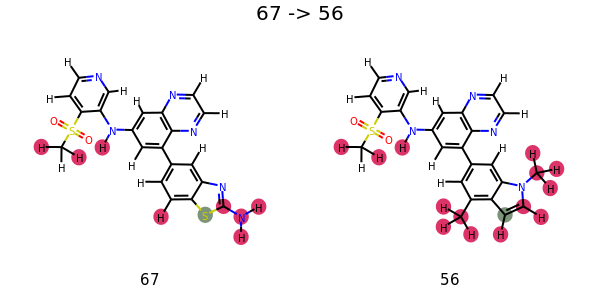 67 -> 56
H H
N N
H H H H H H
N N
O S O N H N O S O N H N
H H H H H H H H H H
H H H H
H H
N N H
H S N H H H H H
H H H
67 56